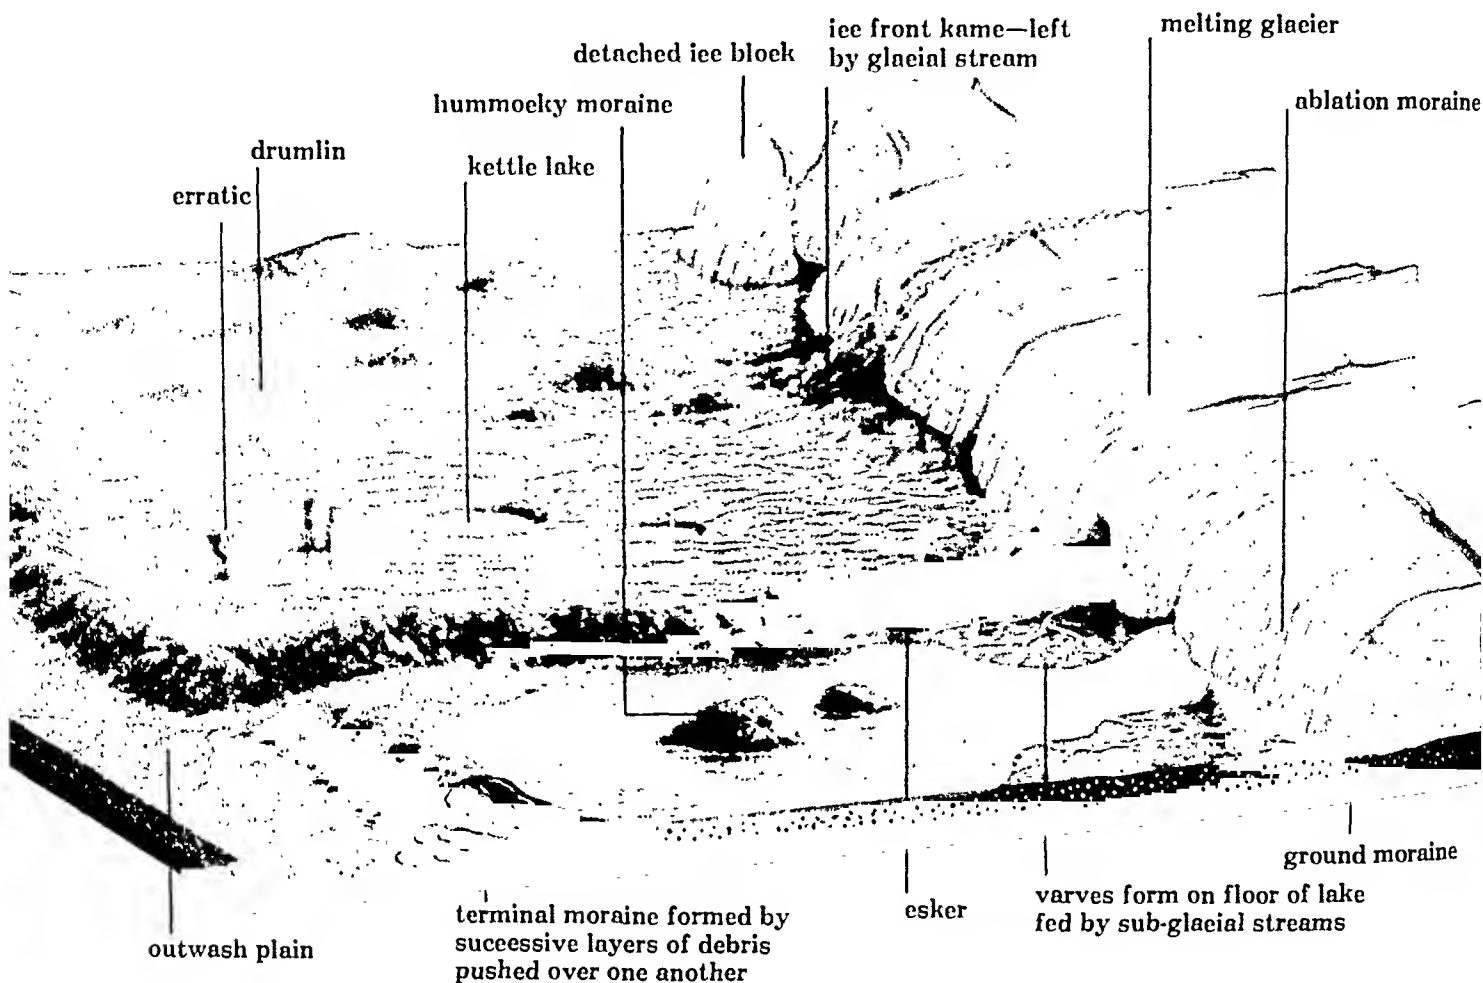 ice front kame—left
by glacial stream
melting glacier
detached ice block
hummocky moraine
ablation moraine
drumlin
kettle lake
erratic
ground moraine
varves form on floor of lake
fed by sub-glacial streams
esker
terminal moraine formed by
successive layers of debris
pushed over one another
outwash plain